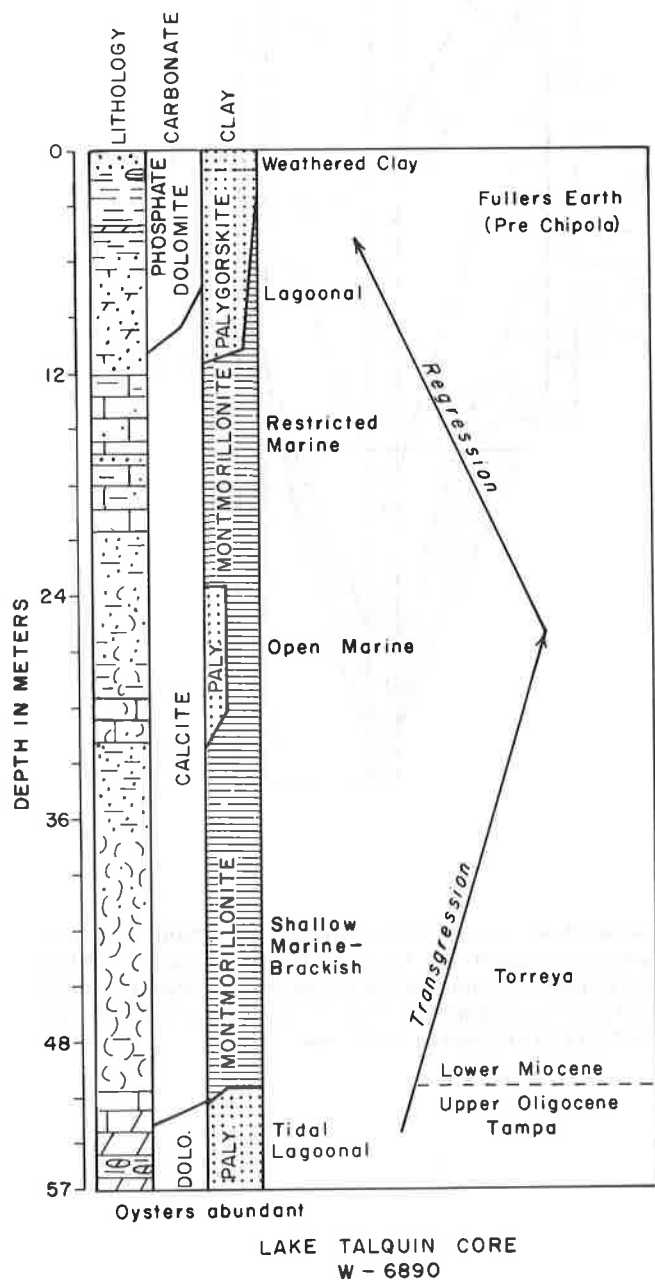 LITHOLOGY
CARBONATE
CLAY
0
12
24
36
48
57
DEPTH IN METERS
PHOSPHATE
DOLOMITE
CALCITE
DOLO.
PALYGORSKITE
MONTMORILLONITE
PALY.
MONTMORILLONITE
PALY.
Weathered Clay
Lagoonal
Restricted
Marine
Open Marine
Shallow
Marine-
Brackish
Tidal
Lagoonal
Fullers Earth
(Pre Chipola)
Regression
Transgression
Torreya
Lower Miocene
Upper Oligocene
Tampa
Oysters abundant
LAKE TALQUIN CORE
W-6890